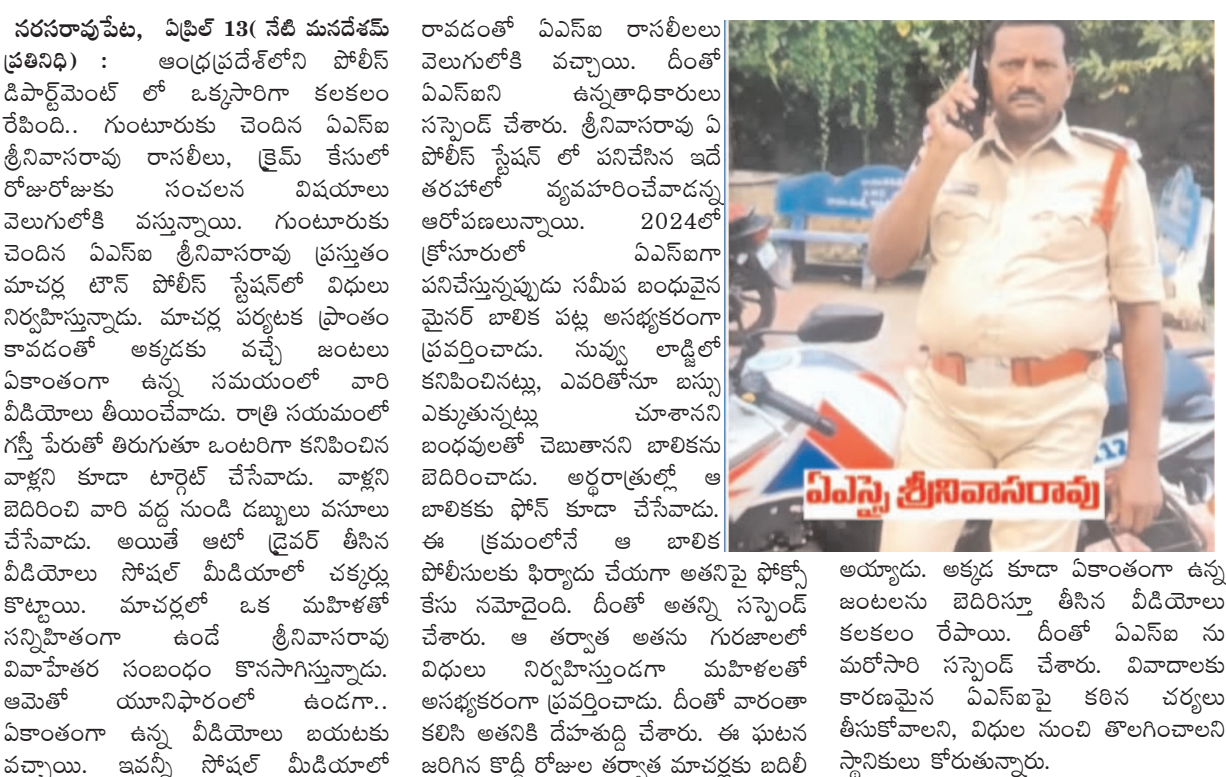 నరసరావుపేట, ఏప్రిల్ 13( నేటి మనదేశమ్
ప్రతినిధి) : ఆంధ్రప్రదేశ్‌లోని పోలీస్
డిపార్ట్‌మెంట్ లో ఒక్కసారిగా కలకలం
రేపింది.. గుంటూరుకు చెందిన ఏఎస్ఐ
శ్రీనివాసరావు రాసలీలు, క్రైమ్ కేసులో
రోజురోజుకు సంచలన విషయాలు
వెలుగులోకి వస్తున్నాయి. గుంటూరుకు
చెందిన ఏఎస్ఐ శ్రీనివాసరావు ప్రస్తుతం
మాచర్ల టౌన్ పోలీస్ స్టేషన్‌లో విధులు
నిర్వహిస్తున్నాడు. మాచర్ల పర్యటక ప్రాంతం
కావడంతో అక్కడకు వచ్చే జంటలు
ఏకాంతంగా ఉన్న సమయంలో వారి
వీడియోలు తీయించేవాడు. రాత్రి సయమంలో
గస్తీ పేరుతో తిరుగుతూ ఒంటరిగా కనిపించిన
వాళ్లని కూడా టార్గెట్ చేసేవాడు. వాళ్లని
బెదిరించి వారి వద్ద నుండి డబ్బులు వసూలు
చేసేవాడు. అయితే ఆటో డ్రైవర్ తీసిన
వీడియోలు సోషల్ మీడియాలో చక్కర్లు
కొట్టాయి. మాచర్లలో ఒక మహిళతో
సన్నిహితంగా ఉండే శ్రీనివాసరావు
వివాహేతర సంబంధం కొనసాగిస్తున్నాడు.
ఆమెతో యూనిఫారంలో ఉండగా..
ఏకాంతంగా ఉన్న వీడియోలు బయటకు
వచ్చాయి. ఇవన్నీ సోషల్ మీడియాలో
రావడంతో ఏఎస్ఐ రాసలీలలు
వెలుగులోకి వచ్చాయి. దీంతో
ఏఎస్ఐని ఉన్నతాధికారులు
సస్పెండ్ చేశారు. శ్రీనివాసరావు ఏ
పోలీస్ స్టేషన్ లో పనిచేసిన ఇదే
తరహాలో వ్యవహరించేవాడన్న
ఆరోపణలున్నాయి. 2024లో
క్రోసూరులో ఏఎస్ఐగా
పనిచేస్తున్నప్పుడు సమీప బంధువైన
మైనర్ బాలిక పట్ల అసభ్యకరంగా
ప్రవర్తించాడు. నువ్వు లాడ్జిలో
కనిపించినట్లు, ఎవరితోనూ బస్సు
ఎక్కుతున్నట్లు చూశానని
బంధవులతో చెబుతానని బాలికను
బెదిరించాడు. అర్థరాత్రుల్లో ఆ
బాలికకు ఫోన్ కూడా చేసేవాడు.
ఈ క్రమంలోనే ఆ బాలిక
పోలీసులకు ఫిర్యాదు చేయగా అతనిపై ఫోక్సో
కేసు నమోదైంది. దీంతో అతన్ని సస్పెండ్
చేశారు. ఆ తర్వాత అతను గురజాలలో
విధులు నిర్వహిస్తుండగా మహిళలతో
అసభ్యకరంగా ప్రవర్తించాడు. దీంతో వారంతా
కలిసి అతనికి దేహశుద్ది చేశారు. ఈ ఘటన
జరిగిన కొద్దీ రోజుల తర్వాత మాచర్లకు బదిలీ
ఏఎస్సై శ్రీనివాసరావు
అయ్యాడు. అక్కడ కూడా ఏకాంతంగా ఉన్న
జంటలను బెదిరిస్తూ తీసిన వీడియోలు
కలకలం రేపాయి. దీంతో ఏఎస్ఐ ను
మరోసారి సస్పెండ్ చేశారు. వివాదాలకు
కారణమైన ఏఎస్ఐపై కఠిన చర్యలు
తీసుకోవాలని, విధుల నుంచి తొలగించాలని
స్థానికులు కోరుతున్నారు.